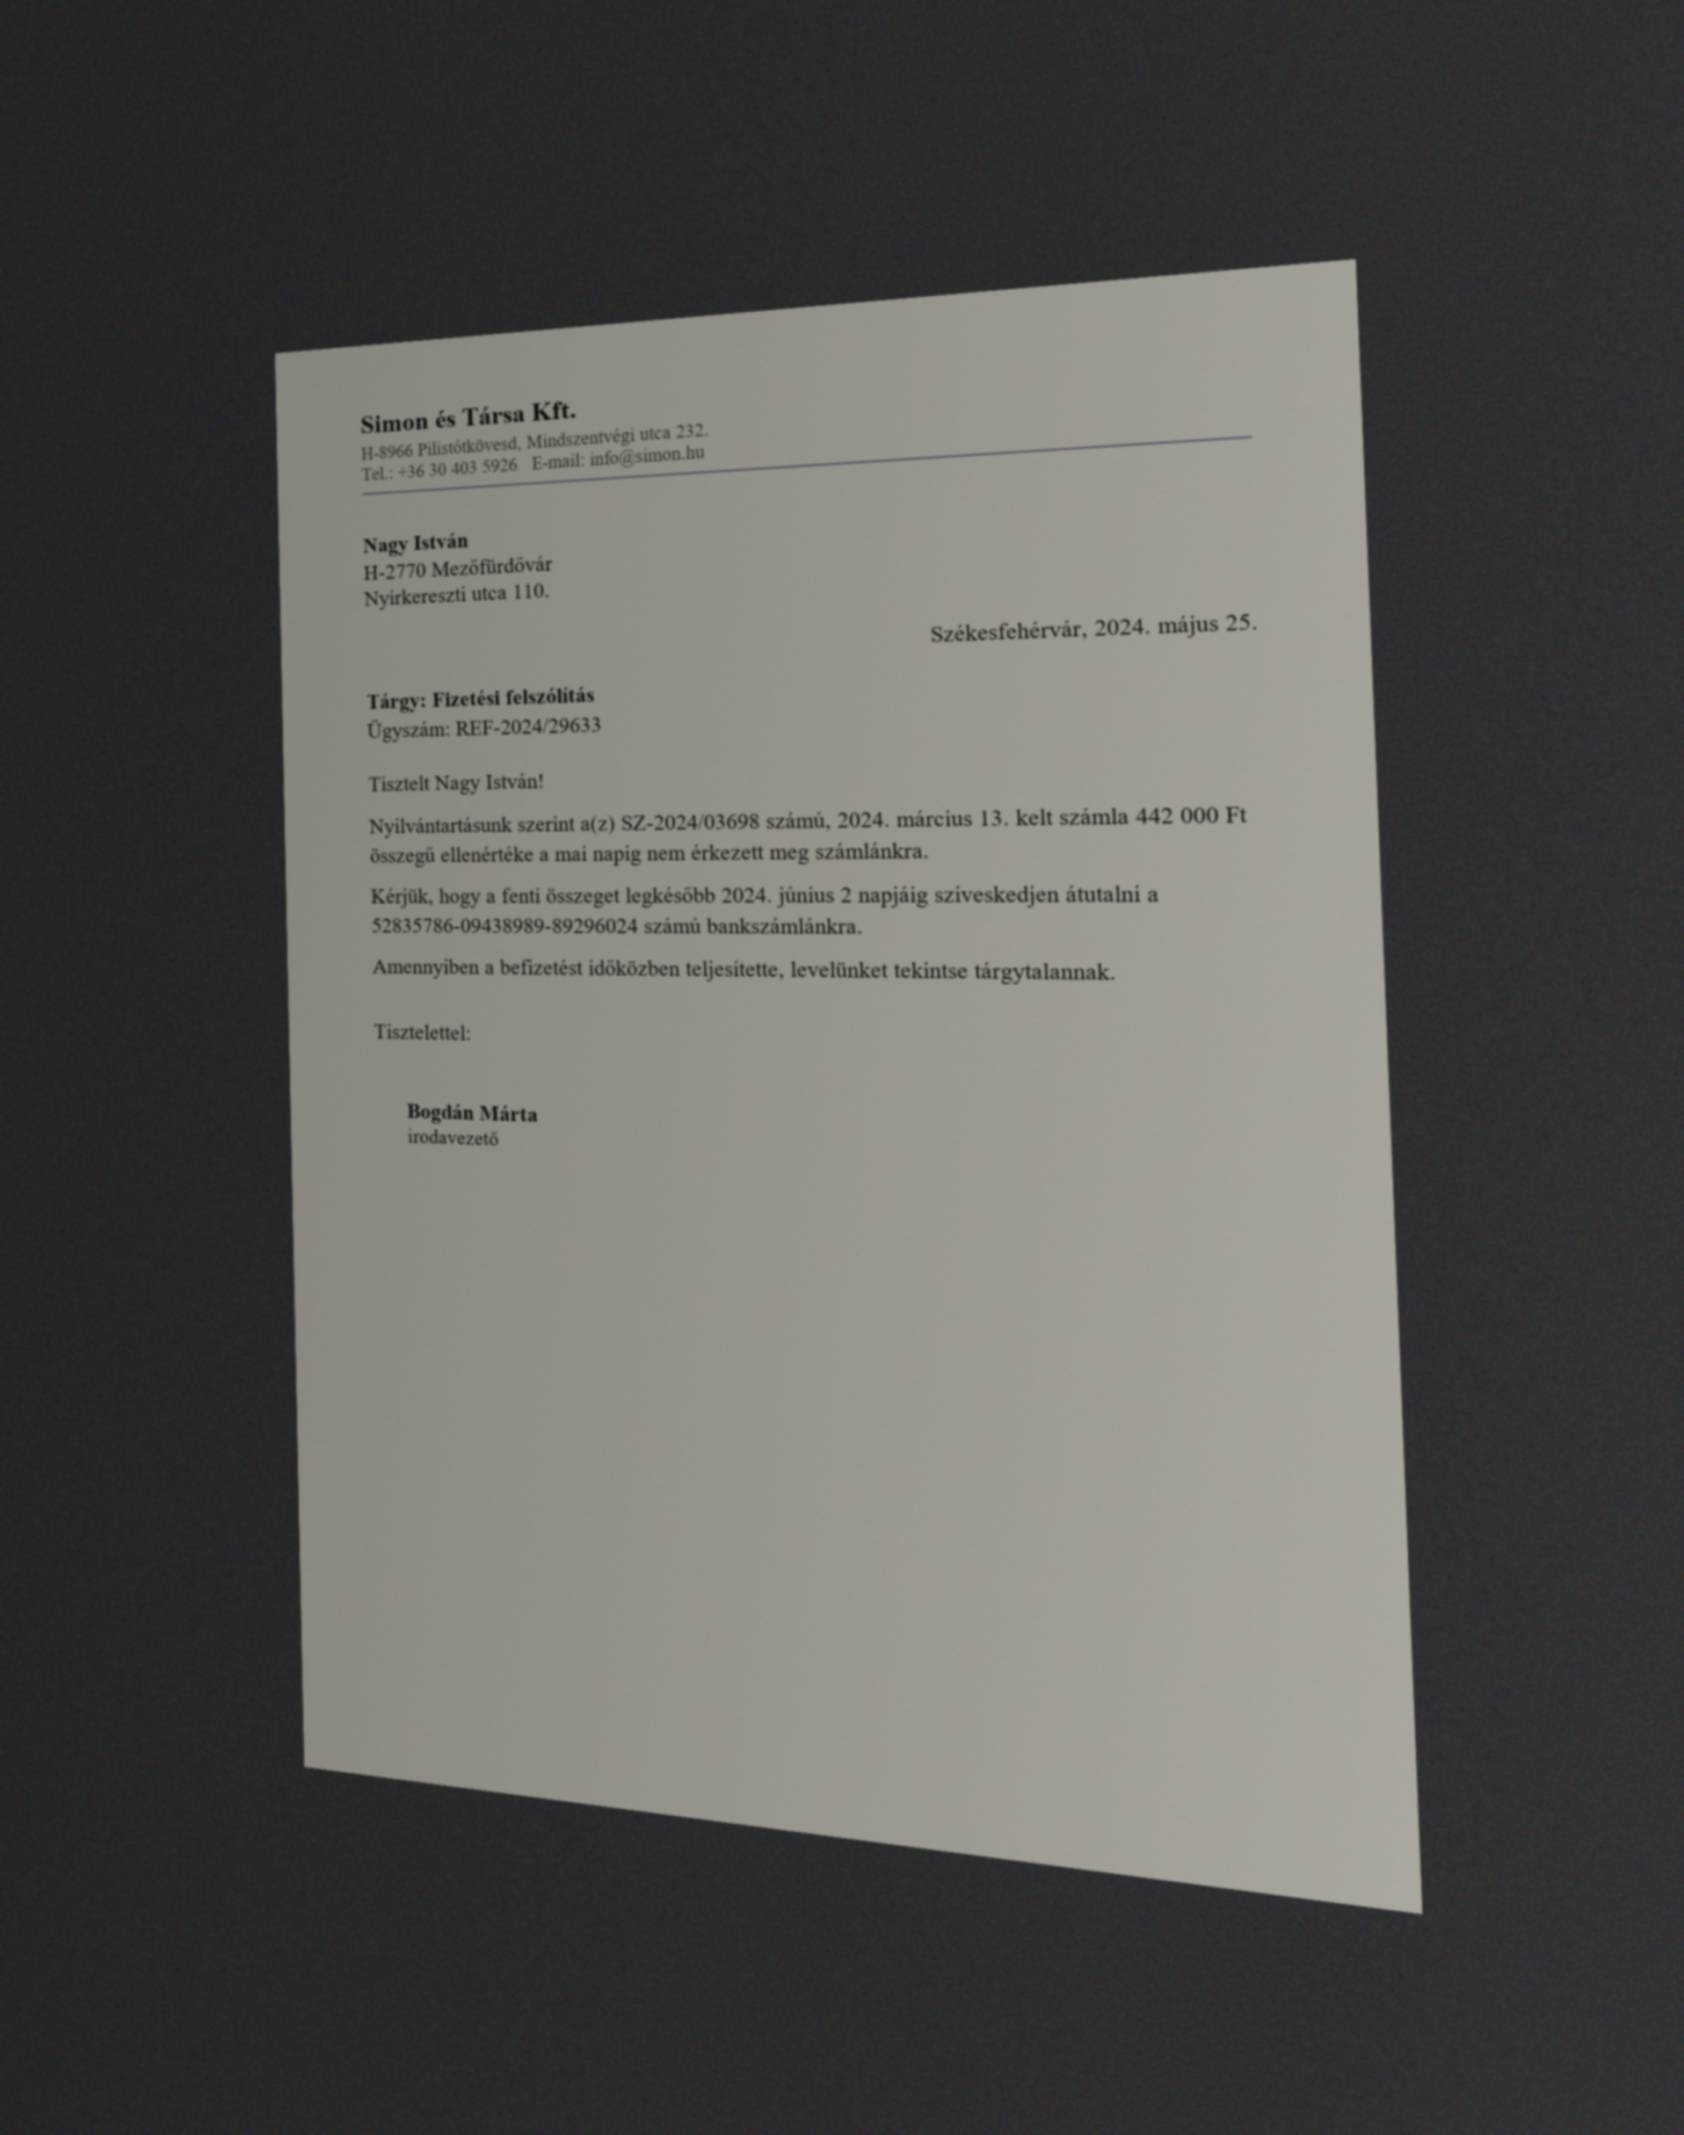 Simon és Társa Kft.
H-8966 Pilistótkövesd, Mindszentvégi utca 232.
Tel.: +36 30 403 5926 E-mail: info@simon.hu
Nagy István
H-2770 Mezőfürdővár
Nyírkereszti utca 110.
Székesfehérvár, 2024. május 25.
Tárgy: Fizetési felszólítás
Ügyszám: REF-2024/29633
Tisztelt Nagy István!
Nyilvántartásunk szerint a(z) SZ-2024/03698 számú, 2024. március 13. kelt számla 442 000 Ft
összegű ellenértéke a mai napig nem érkezett meg számlánkra.
Kérjük, hogy a fenti összeget legkésőbb 2024. június 2 napjáig szíveskedjen átutalni a
52835786-09438989-89296024 számú bankszámlánkra.
Amennyiben a befizetést időközben teljesítette, levelünket tekintse tárgytalannak.
Tisztelettel:
Bogdán Márta
irodavezető